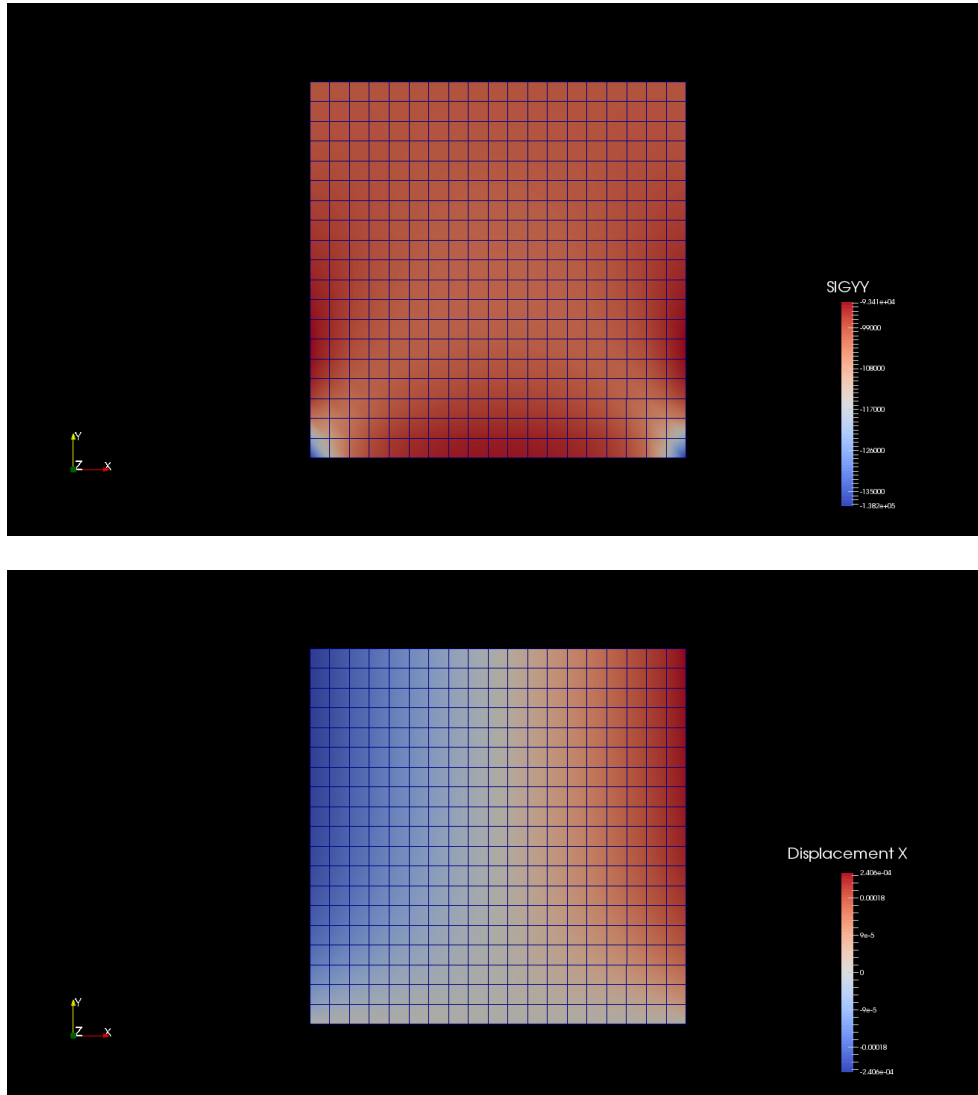 SIGYY
-9.341e+04
-99000
-108000
-117000
-126000
-135000
-1.382e+05
Y
Z X
Displacement X
2.406e-04
0.00018
9e-5
0
-9e-5
-0.00018
-2.406e-04
Y
Z X